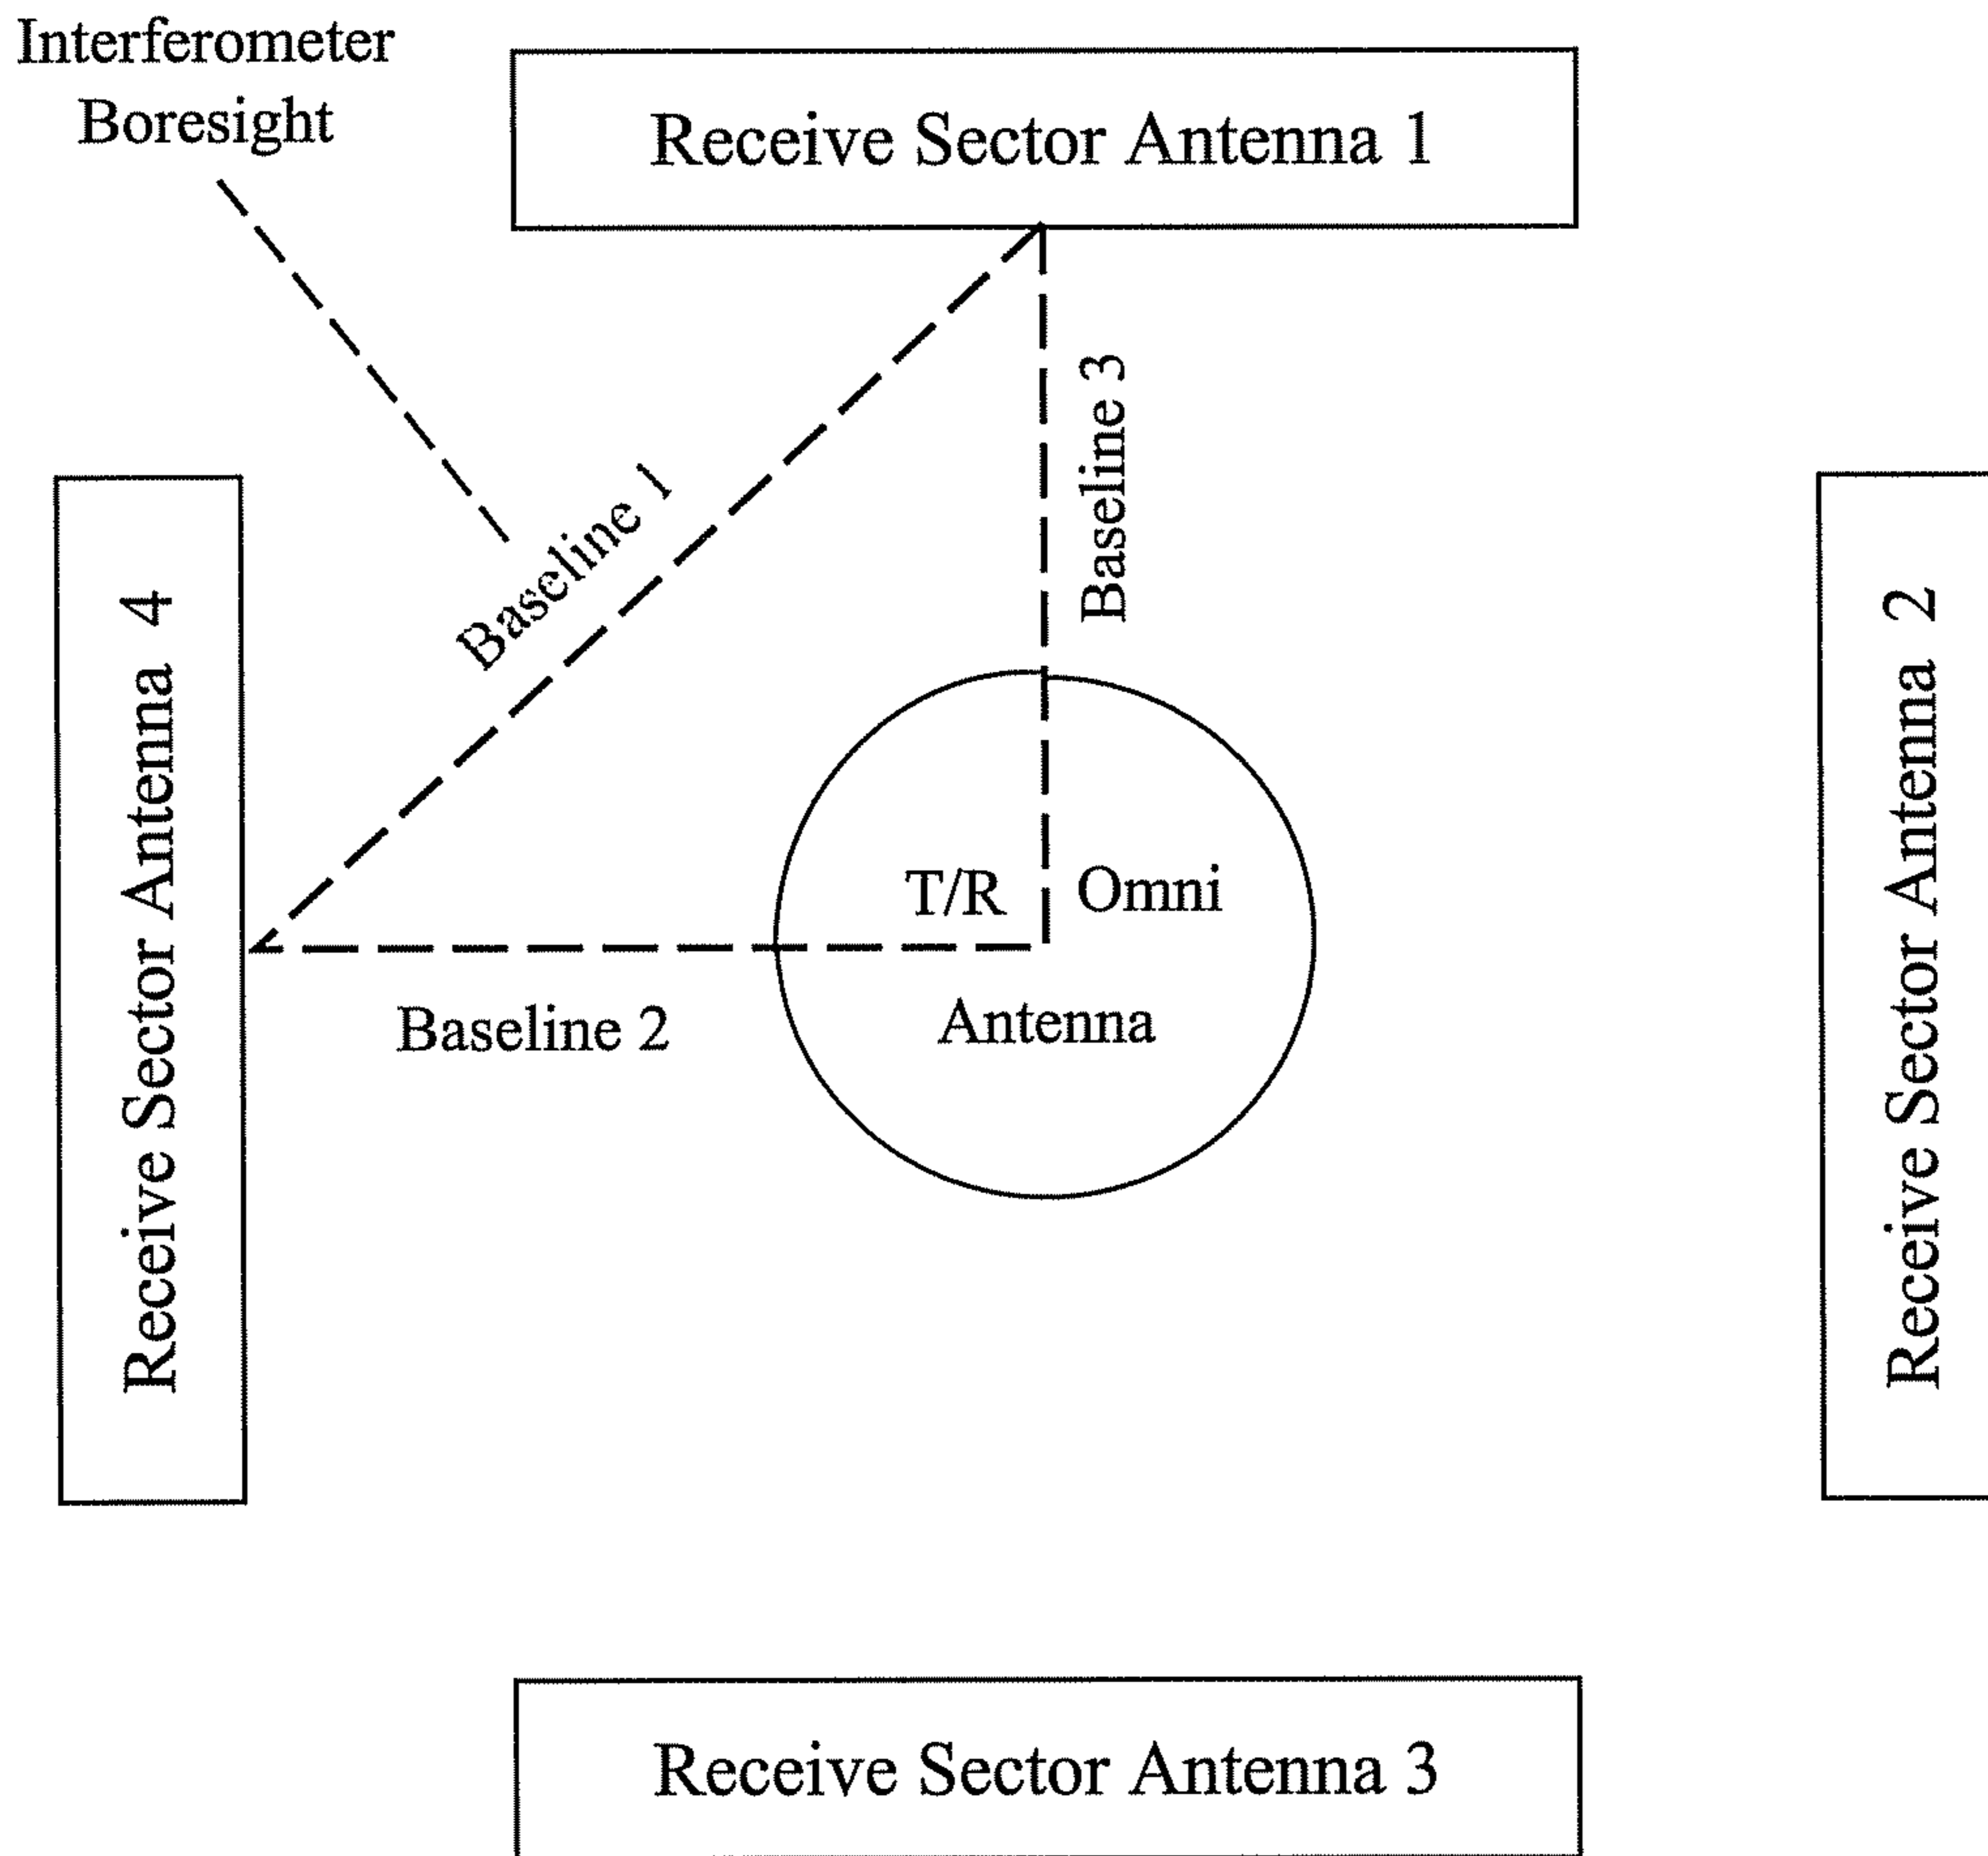 Interferometer
Boresight
Receive Sector Antenna 1
Baseline 3
Baseline 1
Receive Sector Antenna 4
Receive Sector Antenna 2
T/R Omni
Antenna
Baseline 2
Receive Sector Antenna 3